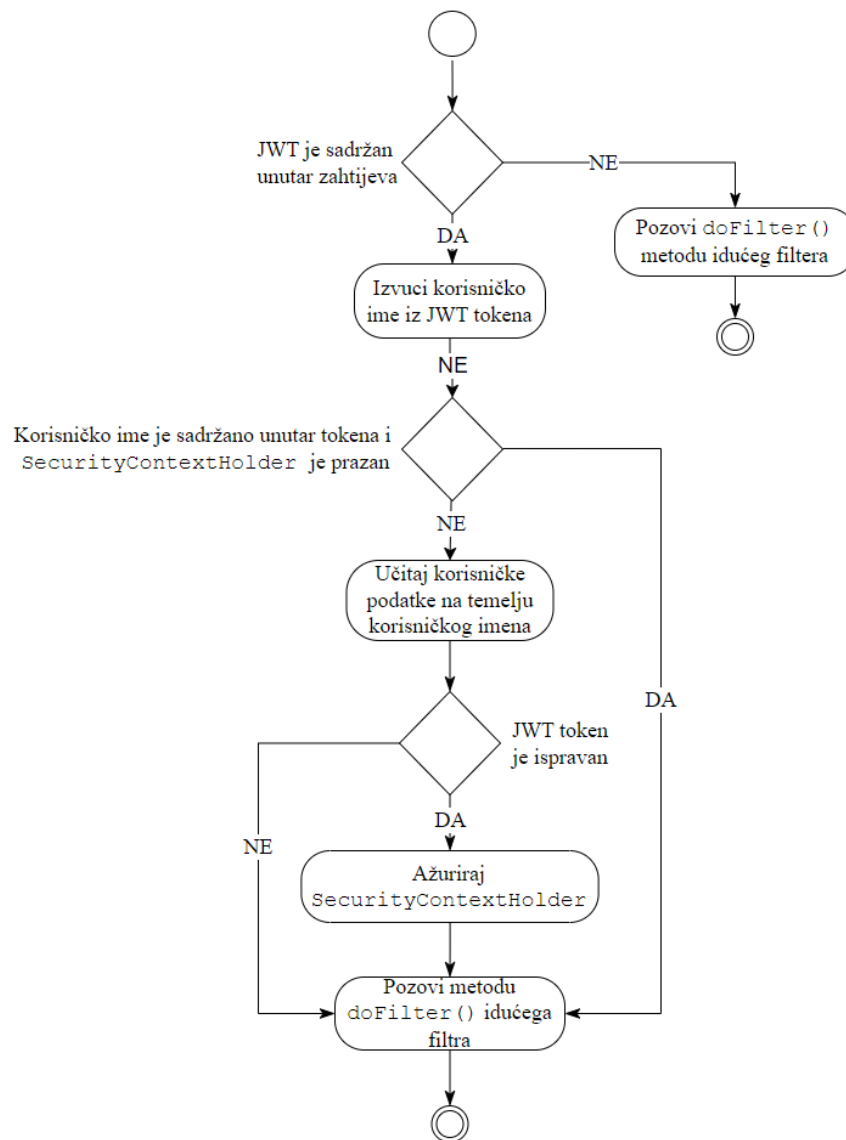 JWT je sadržan
unutar zahtijeva
NE
DA
Pozovi doFilter()
metodu idućeg filtera
Izvuci korisničko
ime iz JWT tokena
NE
Korisničko ime je sadržano unutar tokena i
SecurityContextHolder je prazan
NE
Učitaj korisničke
podatke na temelju
korisničkog imena
DA
JWT token
je ispravan
DA
NE
Ažuriraj
SecurityContextHolder
Pozovi metodu
doFilter() idućega
filtra